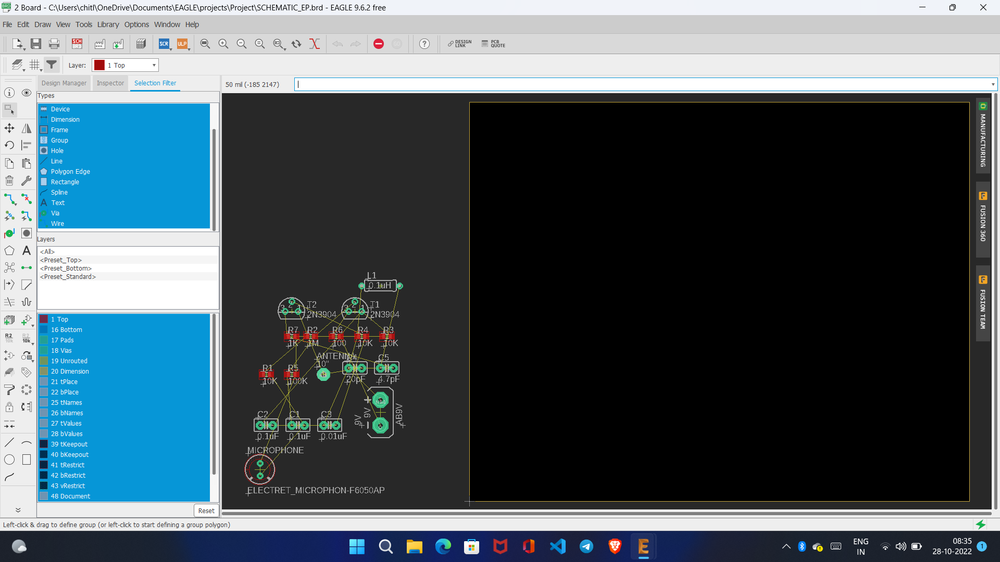 2 Board - C:\Users\chitl\OneDrive\Documents\EAGLE\projects\Project\SCHEMATIC_EP.brd - EAGLE 9.6.2 free
File Edit Draw View Tools Library Options Window Help
SCH BRD SCR ULP GO DESIGN LINK PCB QUOTE
Layer: 1 Top
Design Manager Inspector Selection Filter
50 mil (-185 2147)
Types
Device
Dimension
Frame
Group
Hole
Line
Polygon Edge
Rectangle
Spline
Text
Via
Wire
Layers
<All>
<Preset_Top>
<Preset_Bottom>
<Preset_Standard>
1 Top
16 Bottom
17 Pads
18 Vias
19 Unrouted
20 Dimension
21 tPlace
22 bPlace
25 tNames
26 bNames
27 tValues
28 bValues
39 tKeepout
40 bKeepout
41 tRestrict
42 bRestrict
43 vRestrict
48 Document
Reset
R2 10k R2 10k
L1
0.1uH
T2 T1
3 2 1 3 2 1
2N3904 2N3904
R7 R2 R6 R4 R3
1K 1M 100 10K 10K
ANTENNA
10"
C5
R1 R5
10K 100K
20pF 4.7pF
9V 9V AB9V
C2 C1 C3
0.1uF 0.1uF 0.01uF
MICROPHONE
ELECTRET_MICROPHON-F6050AP
MANUFACTURING
FUSION 360
FUSION TEAM
Left-click & drag to define group (or left-click to start defining a group polygon)
ENG
IN
08:35
28-10-2022
1